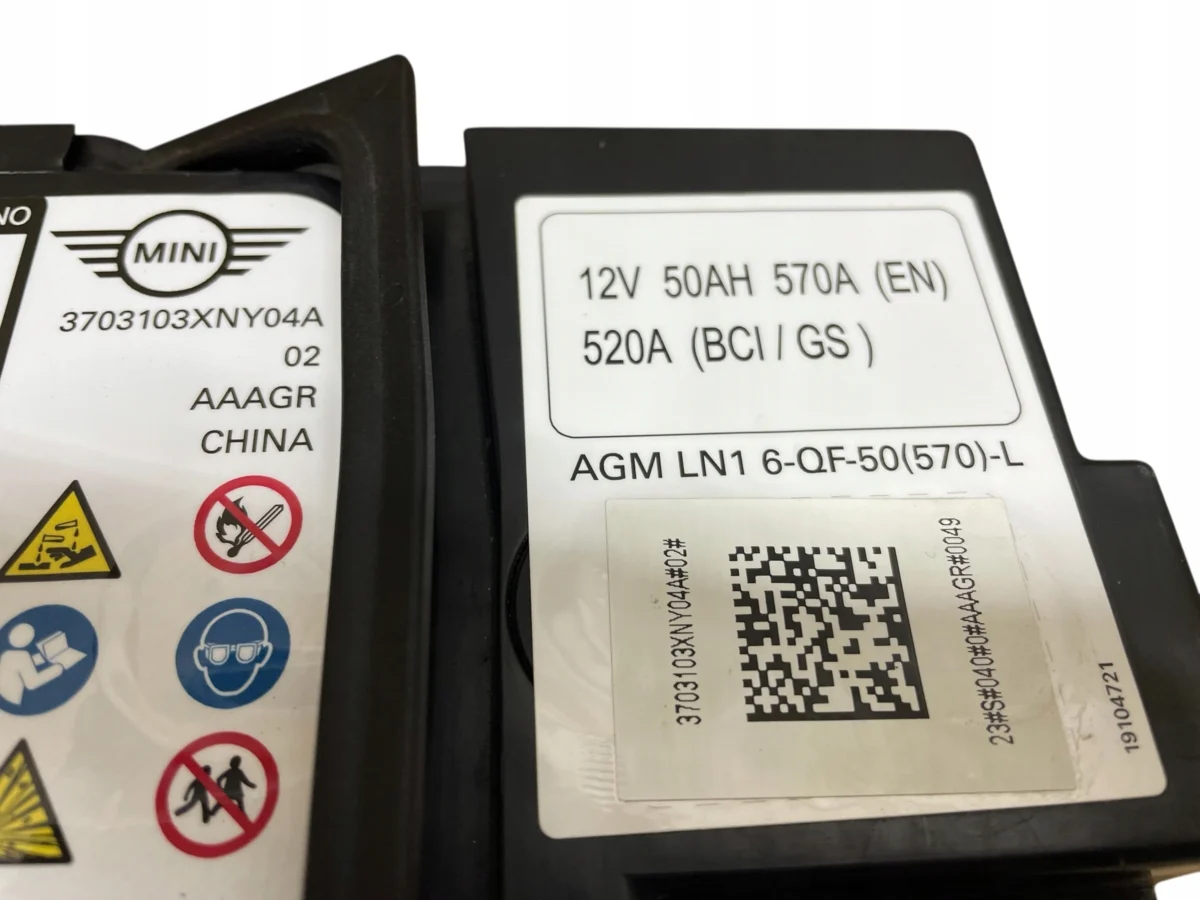 NO
MINI
3703103XNY04A
02
AAAGR
CHINA
12V 50AH 570A (EN)
520A (BCI / GS )
AGM LN1 6-QF-50(570)-L
3703103XNY04A#02#
23#S#040#0#AAAGR#0049
19104721